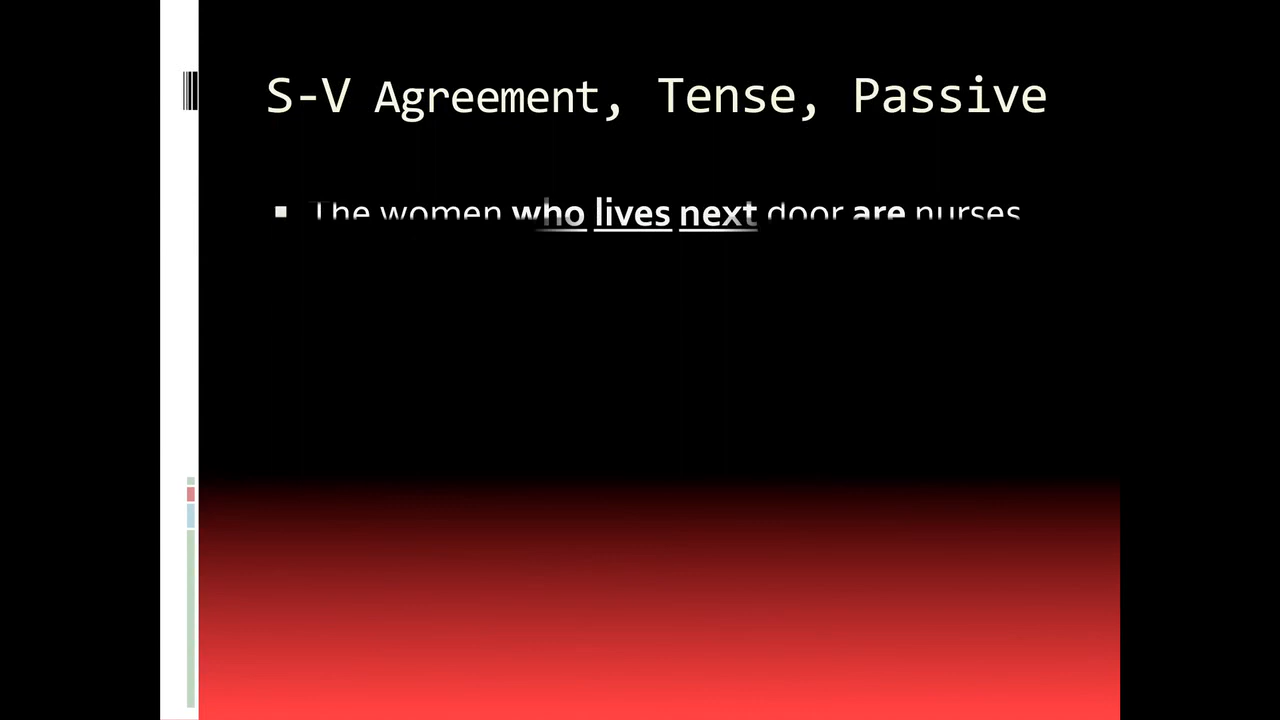 S-V Agreement, Tense, Passive
The women who lives next door are nurses